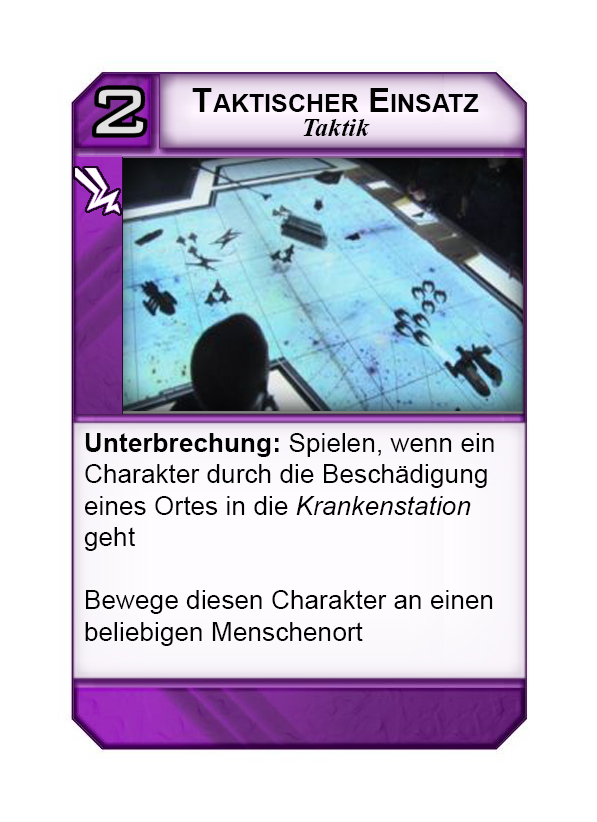 2
TAKTISCHER EINSATZ
Taktik
Unterbrechung: Spielen, wenn ein
Charakter durch die Beschädigung
eines Ortes in die Krankenstation
geht
Bewege diesen Charakter an einen
beliebigen Menschenort